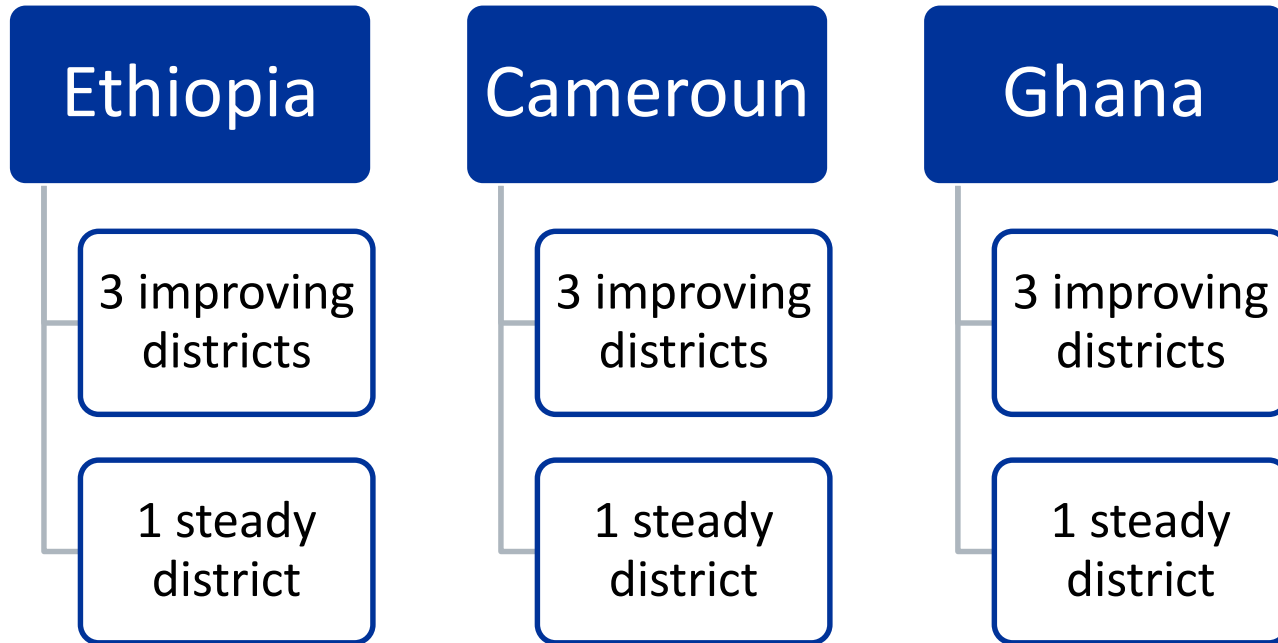 Ethiopia
3 improving
districts
1 steady
district
Cameroun
3 improving
districts
1 steady
district
Ghana
3 improving
districts
1 steady
district